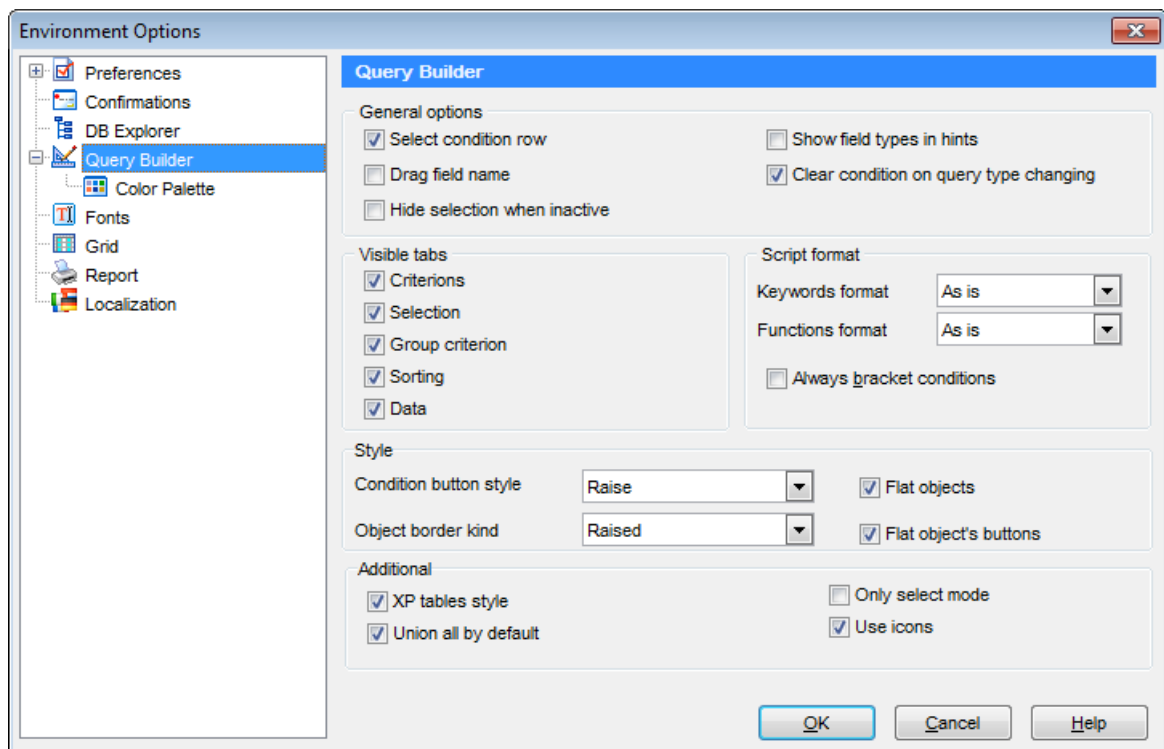 Environment Options
Preferences
Confirmations
DB Explorer
Query Builder
Color Palette
Fonts
Grid
Report
Localization
Query Builder
General options
Select condition row
Show field types in hints
Drag field name
Clear condition on query type changing
Hide selection when inactive
Visible tabs
Criterions
Selection
Group criterion
Sorting
Data
Script format
Keywords format As is
Functions format As is
Always bracket conditions
Style
Condition button style Raise
Flat objects
Object border kind Raised
Flat object's buttons
Additional
XP tables style
Only select mode
Union all by default
Use icons
OK Cancel Help